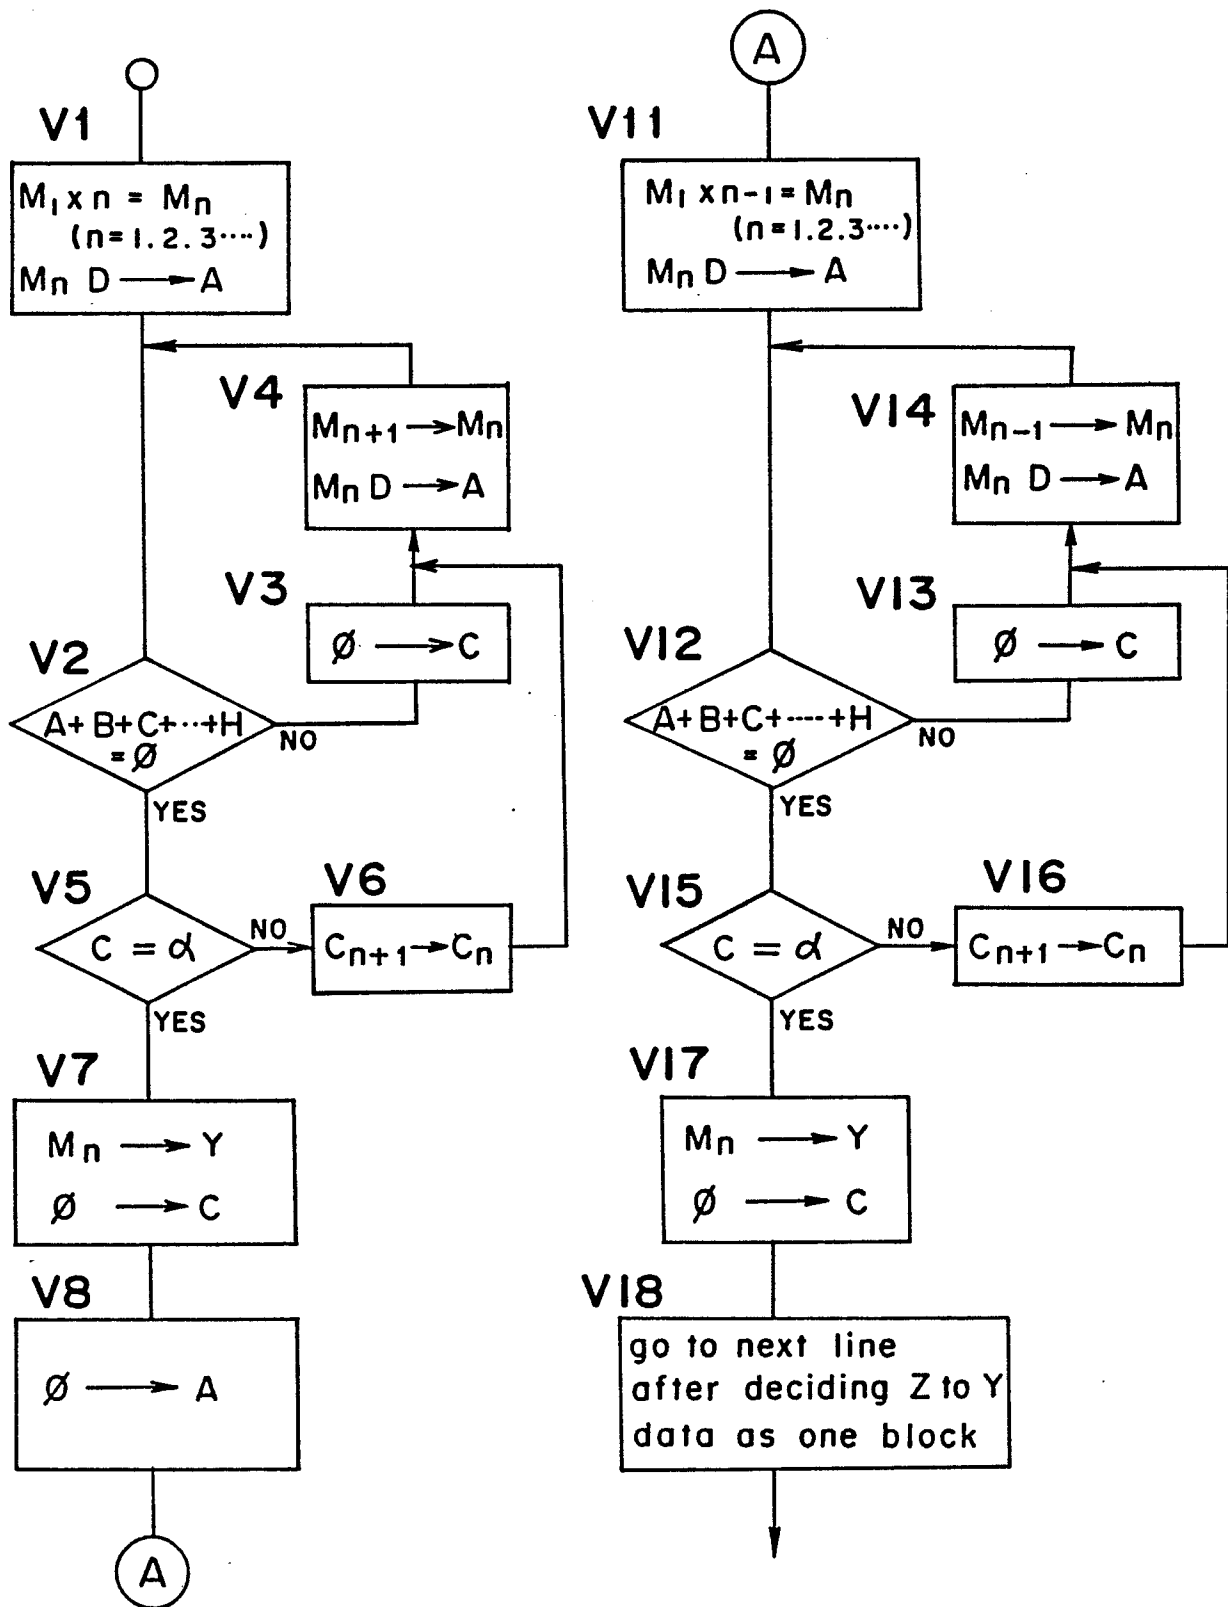 V1
M₁ x n = Mn
(n=1.2.3····)
Mn D → A
V4
Mn+1 → Mn
Mn D → A
V3
Ø → C
V2
A+B+C+···+H
= Ø
NO
YES
V5
C = α
NO
YES
V6
Cn+1 → Cn
V7
Mn → Y
Ø → C
V8
Ø → A
A
A
V11
M₁ x n-1 = Mn
(n=1.2.3····)
Mn D → A
V14
Mn-1 → Mn
Mn D → A
V13
Ø → C
V12
A+B+C+----+H
= Ø
NO
YES
V15
C = α
NO
YES
V16
Cn+1 → Cn
V17
Mn → Y
Ø → C
V18
go to next line
after deciding Z to Y
data as one block